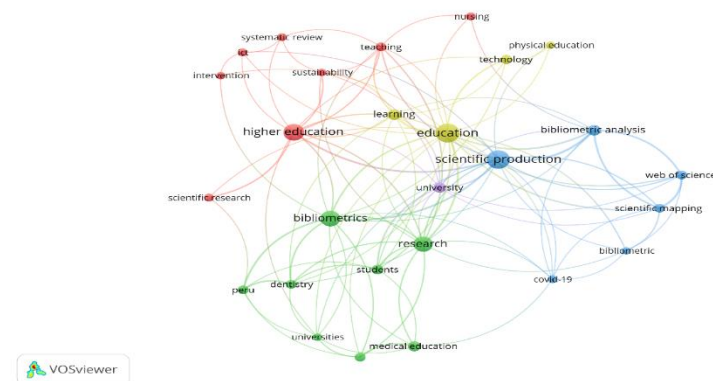 nursing
systematic review
teaching
physical education
ict
technology
intervention
sustainability
learning
higher education
education
bibliometric analysis
scientific production
web of science
university
scientific research
scientific mapping
bibliometrics
research
bibliometric
students
covid-19
peru
dentistry
universities
medical education
VOSviewer